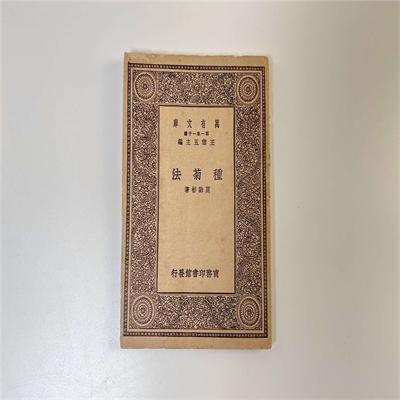 萬有文庫
第一集一千種
王雲五主編
種菊法
夏詒彬著
商務印書館發行